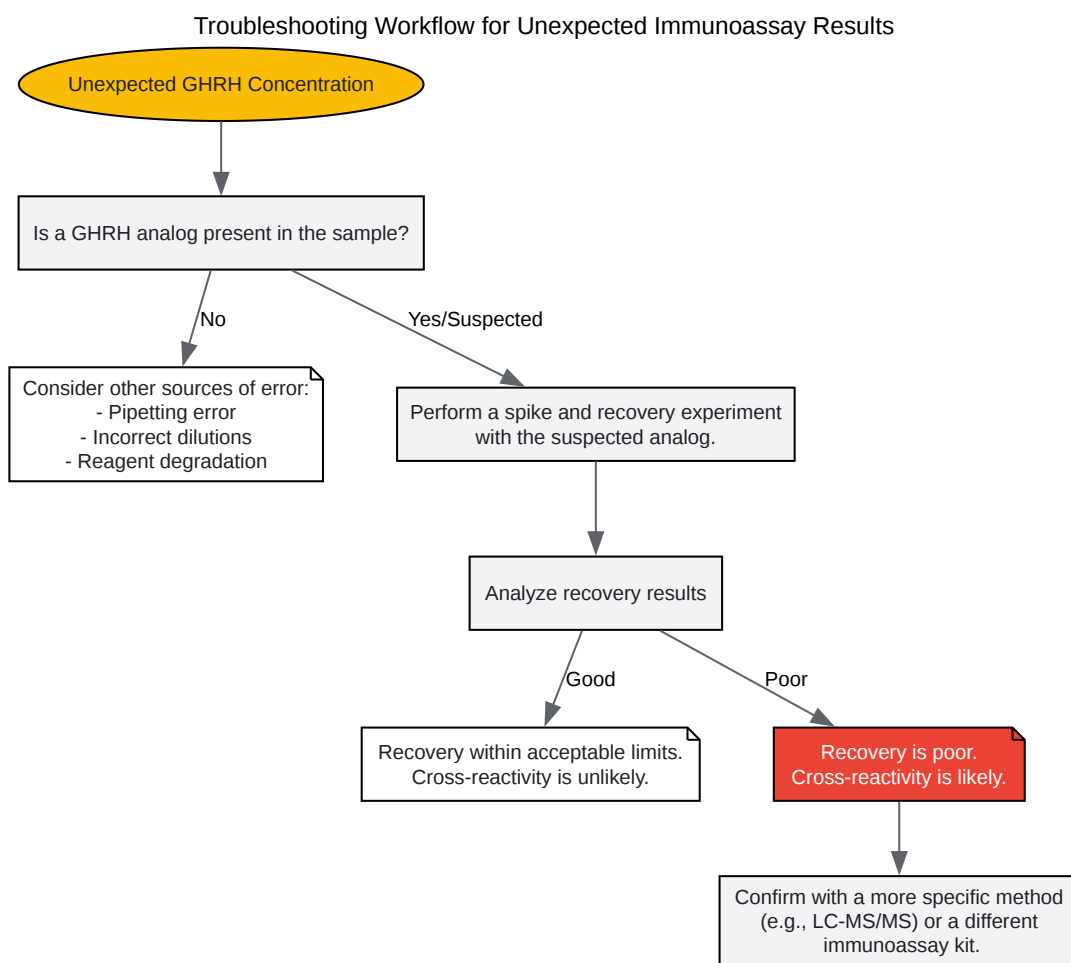 Troubleshooting Workflow for Unexpected Immunoassay Results
Unexpected GHRH Concentration
Is a GHRH analog present in the sample?
No
Yes/Suspected
Consider other sources of error:
- Pipetting error
- Incorrect dilutions
- Reagent degradation
Perform a spike and recovery experiment
with the suspected analog.
Analyze recovery results
Good
Poor
Recovery within acceptable limits.
Cross-reactivity is unlikely.
Recovery is poor.
Cross-reactivity is likely.
Confirm with a more specific method
(e.g., LC-MS/MS) or a different
immunoassay kit.